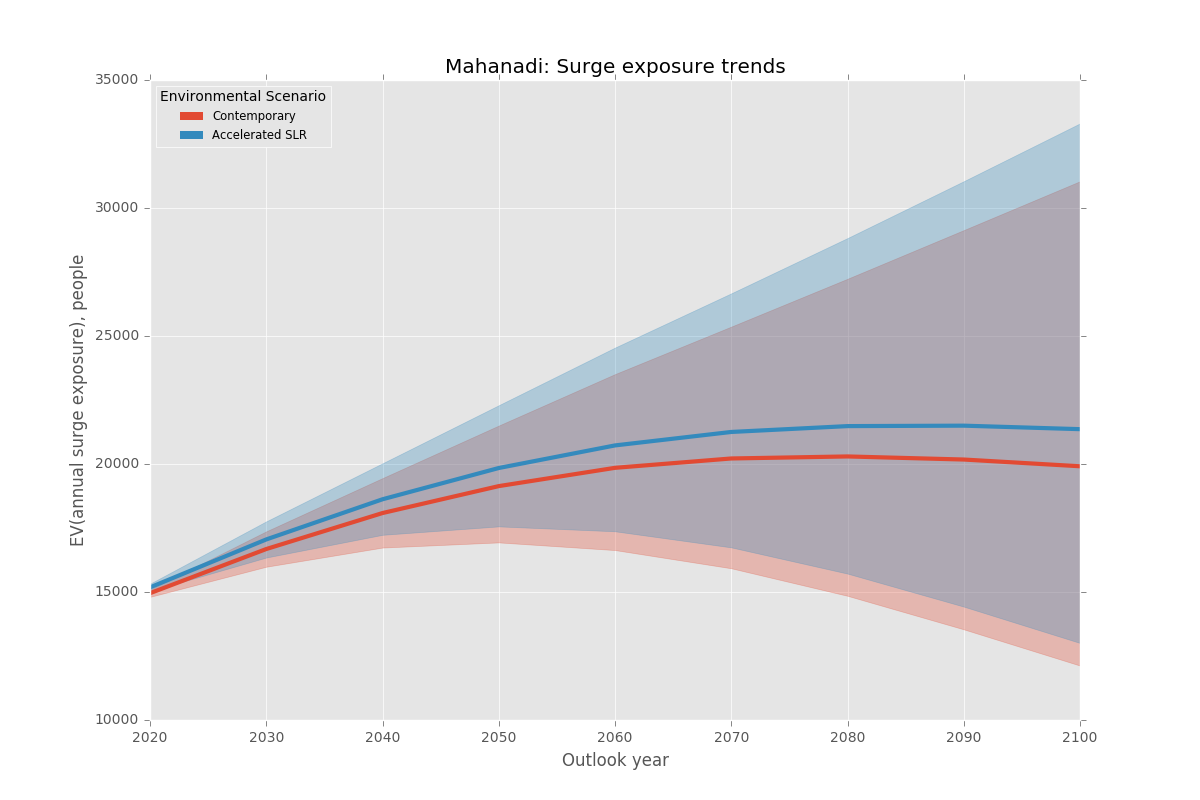 Mahanadi: Surge exposure trends
35000
Environmental Scenario
Contemporary
Accelerated SLR
30000
25000
20000
15000
10000
EV(annual surge exposure), people
2020 2030 2040 2050 2060 2070 2080 2090 2100
Outlook year